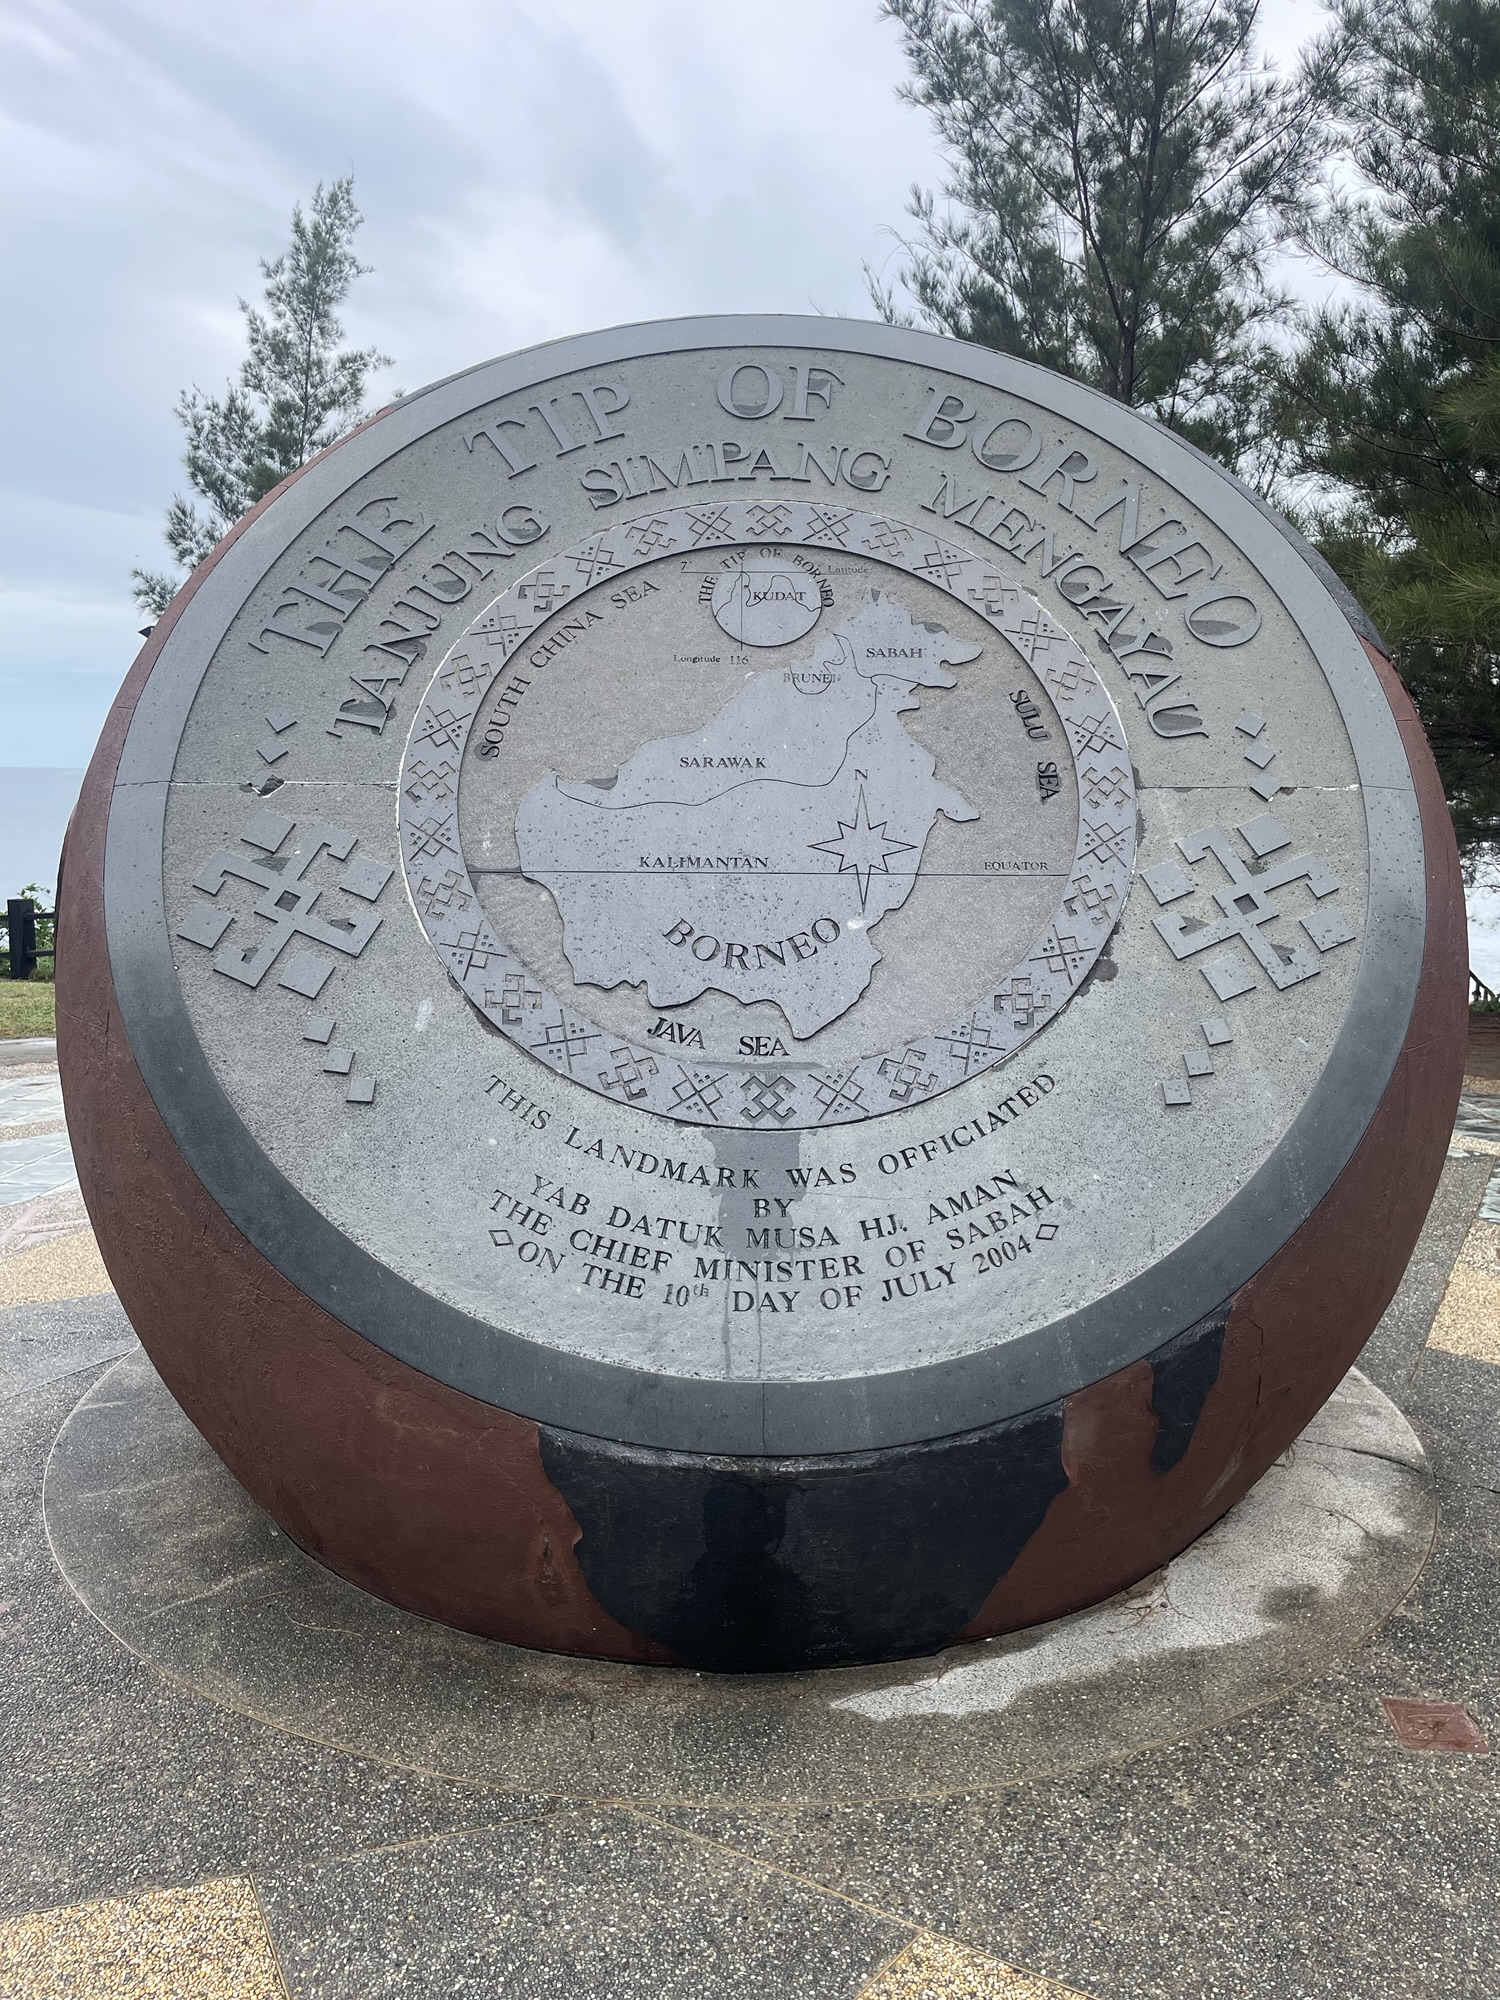 THE TIP OF BORNEO
TANJUNG SIMPANG MENGAYAU
THE TIP OF BORNEO
7° Latitude
KUDAT
Longitude 116°
SOUTH CHINA SEA
SABAH
BRUNEI
SULU SEA
SARAWAK
N
KALIMANTAN
EQUATOR
BORNEO
JAVA SEA
THIS LANDMARK WAS OFFICIATED
BY
YAB DATUK MUSA HJ. AMAN
THE CHIEF MINISTER OF SABAH
ON THE 10th DAY OF JULY 2004